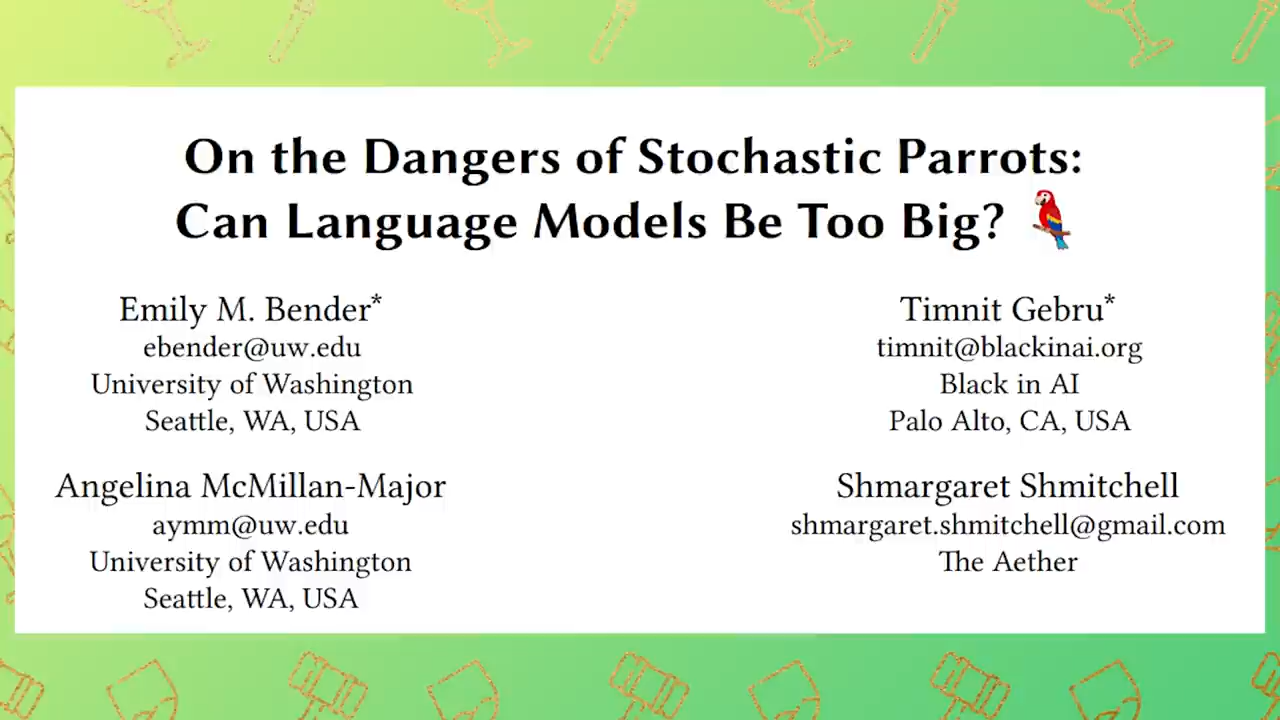 On the Dangers of Stochastic Parrots:
Can Language Models Be Too Big? 🦜
Emily M. Bender*
ebender@uw.edu
University of Washington
Seattle, WA, USA
Timnit Gebru*
timnit@blackinai.org
Black in AI
Palo Alto, CA, USA
Angelina McMillan-Major
aymm@uw.edu
University of Washington
Seattle, WA, USA
Shmargaret Shmitchell
shmargaret.shmitchell@gmail.com
The Aether